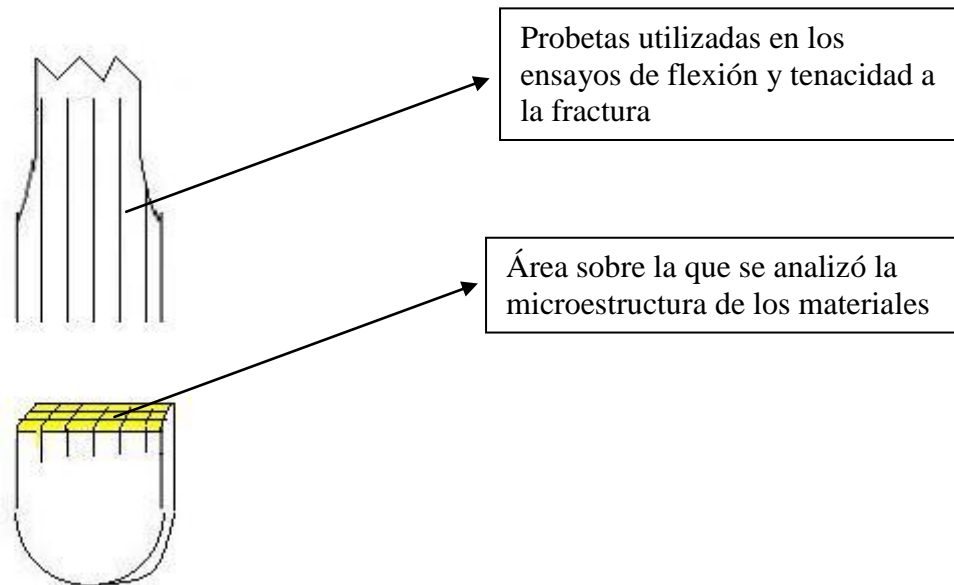 Probetas utilizadas en los
ensayos de flexión y tenacidad a
la fractura
Área sobre la que se analizó la
microestructura de los materiales